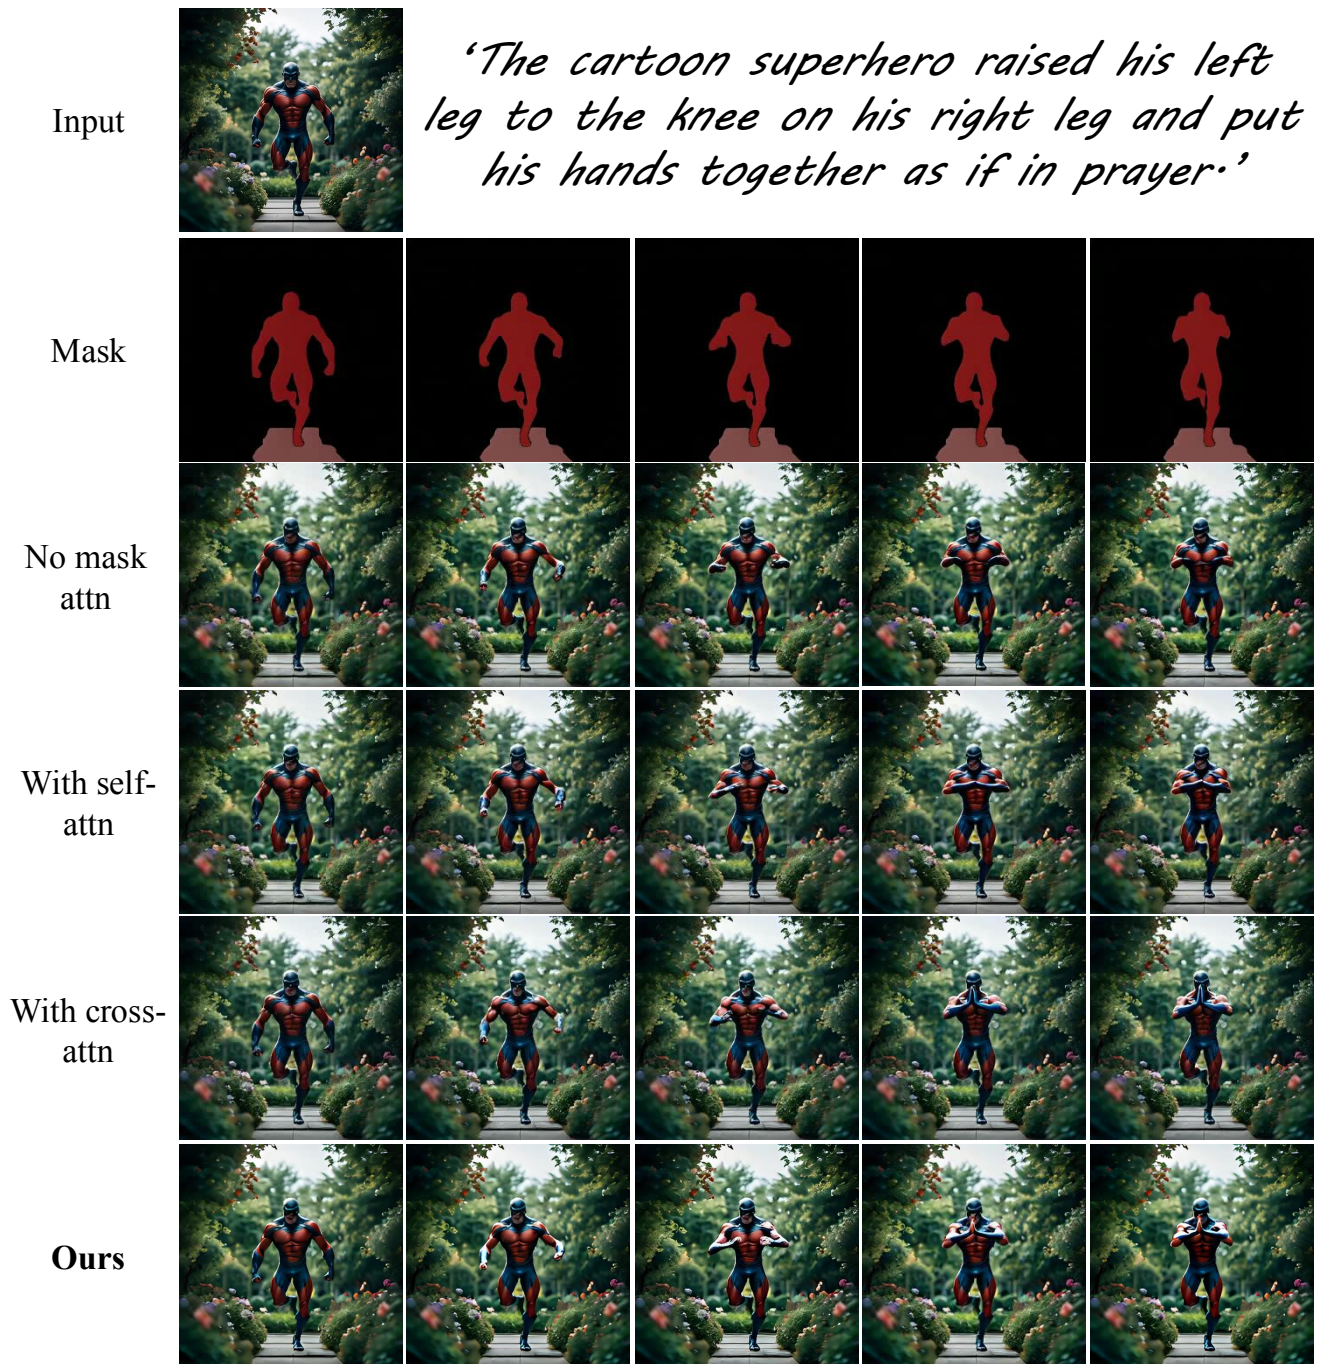 Input
‘The cartoon superhero raised his left
leg to the knee on his right leg and put
his hands together as if in prayer.’
Mask
No mask
attn
With self-
attn
With cross-
attn
Ours